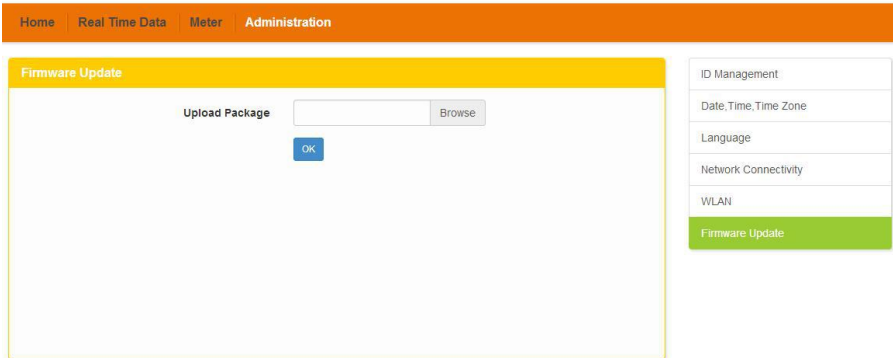 Home Real Time Data Meter Administration
Firmware Update
Upload Package Browse
OK
ID Management
Date,Time,Time Zone
Language
Network Connectivity
WLAN
Firmware Update